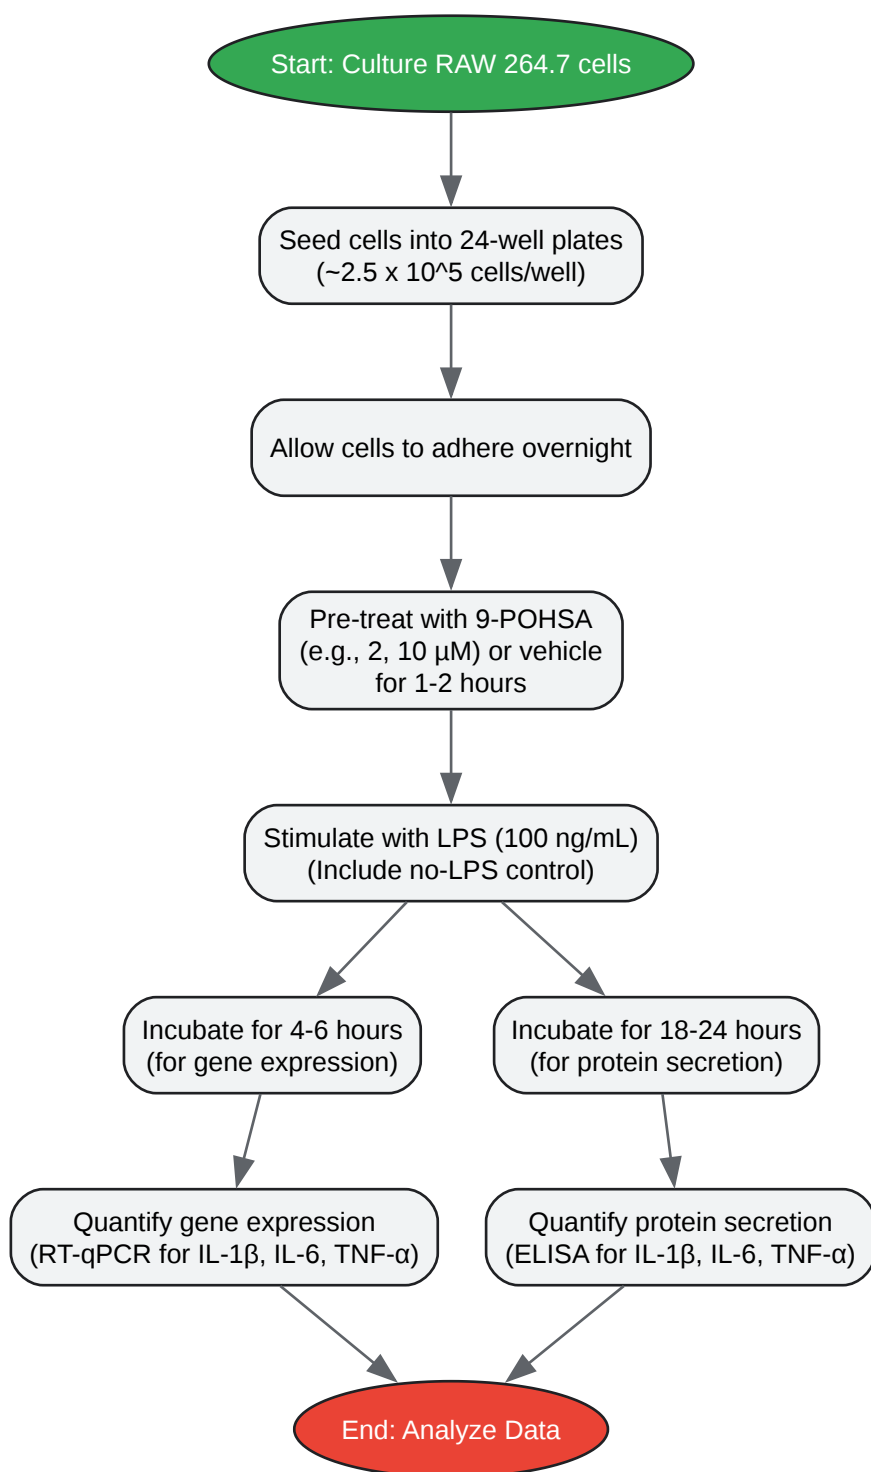 Start: Culture RAW 264.7 cells
Seed cells into 24-well plates
(~2.5 x 10^5 cells/well)
Allow cells to adhere overnight
Pre-treat with 9-POHSA
(e.g., 2, 10 µM) or vehicle
for 1-2 hours
Stimulate with LPS (100 ng/mL)
(Include no-LPS control)
Incubate for 4-6 hours
(for gene expression)
Incubate for 18-24 hours
(for protein secretion)
Quantify gene expression
(RT-qPCR for IL-1β, IL-6, TNF-α)
Quantify protein secretion
(ELISA for IL-1β, IL-6, TNF-α)
End: Analyze Data